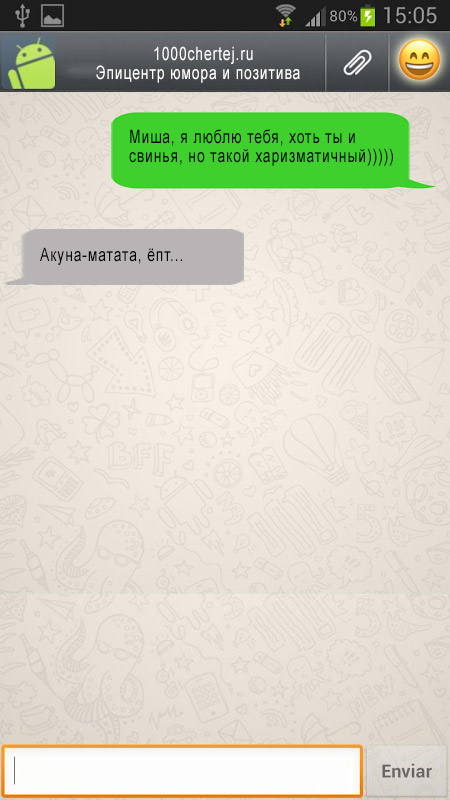 80% 15:05
1000chertej.ru
Эпицентр юмора и позитива
Миша, я люблю тебя, хоть ты и
свинья, но такой харизматичный)))))
Акуна-матата, ёпт...
BFF
Enviar